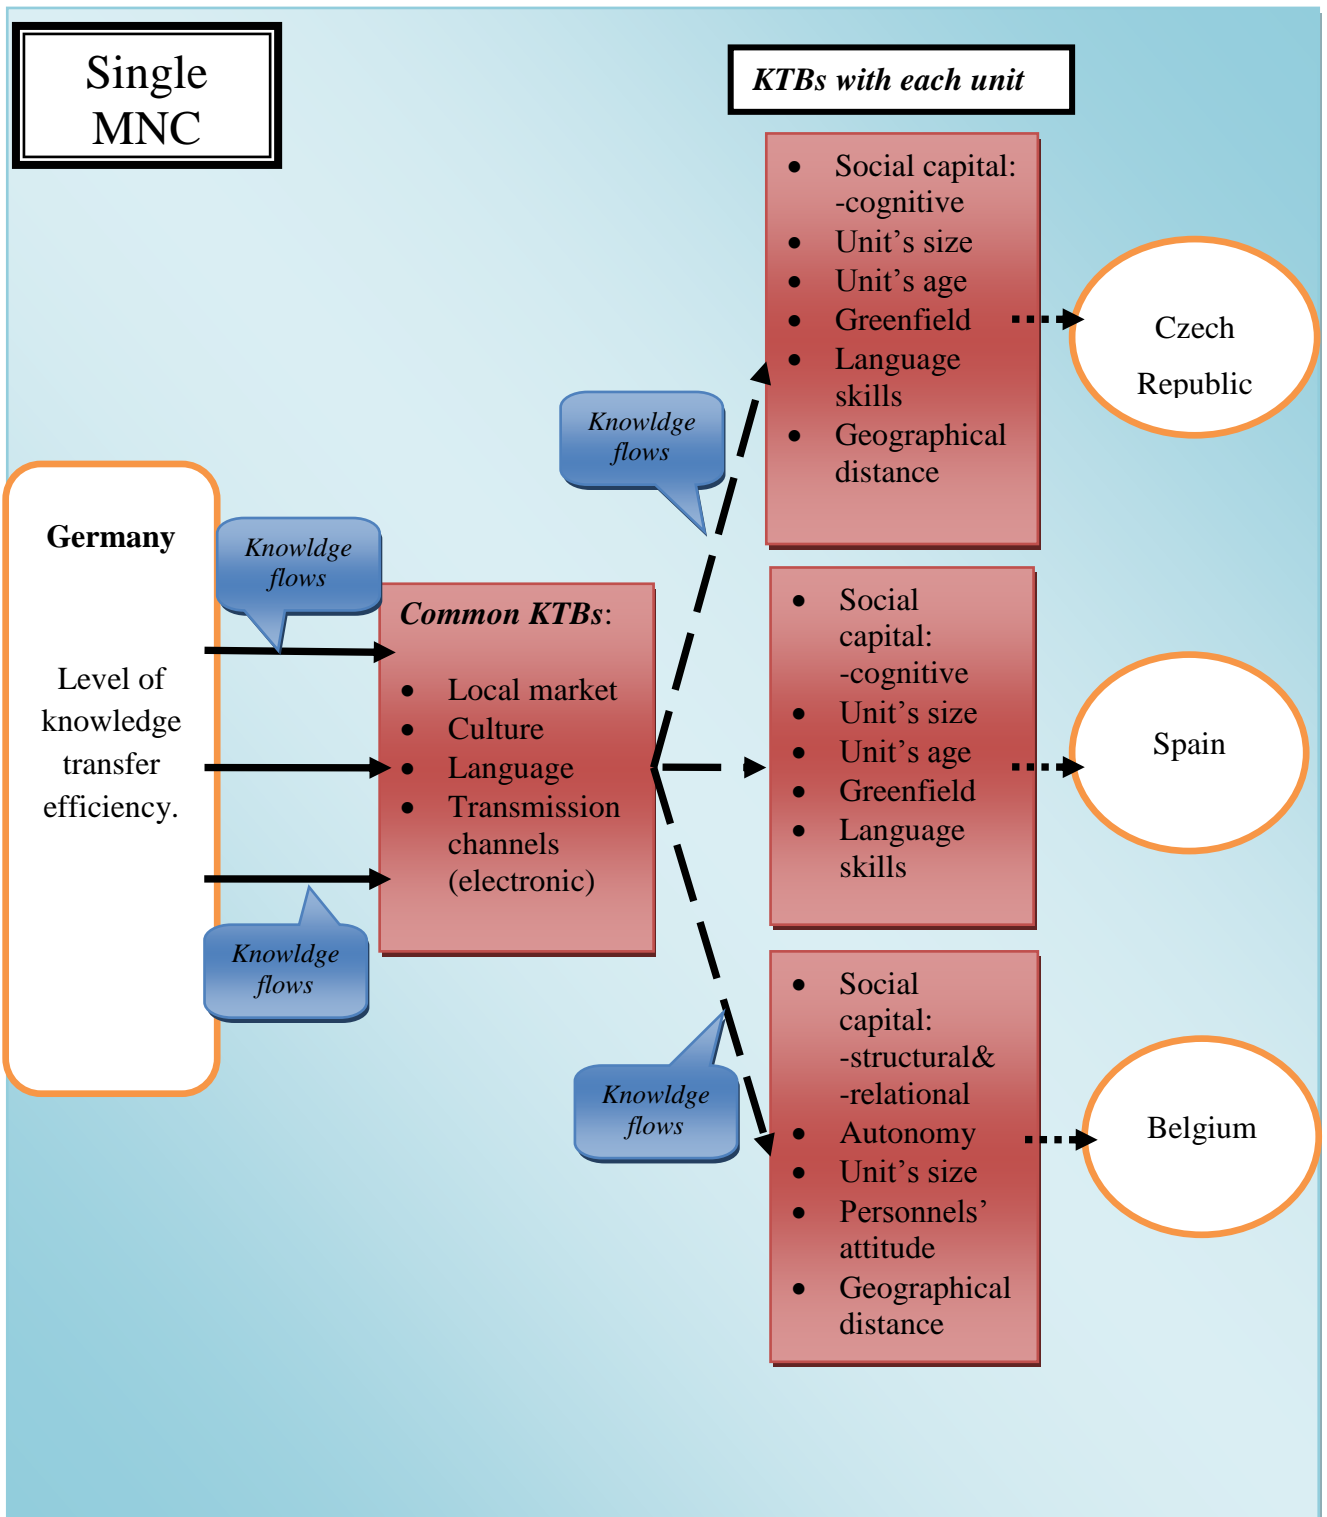 Single
MNC
KTBs with each unit
• Social capital:
-cognitive
• Unit’s size
• Unit’s age
• Greenfield
• Language
skills
• Geographical
distance
Czech
Republic
Knowldge
flows
Germany
Level of
knowledge
transfer
efficiency.
Knowldge
flows
Common KTBs:
• Local market
• Culture
• Language
• Transmission
channels
(electronic)
• Social
capital:
-cognitive
• Unit’s size
• Unit’s age
• Greenfield
• Language
skills
Spain
Knowldge
flows
Knowldge
flows
• Social
capital:
-structural&
-relational
• Autonomy
• Unit’s size
• Personnels’
attitude
• Geographical
distance
Belgium